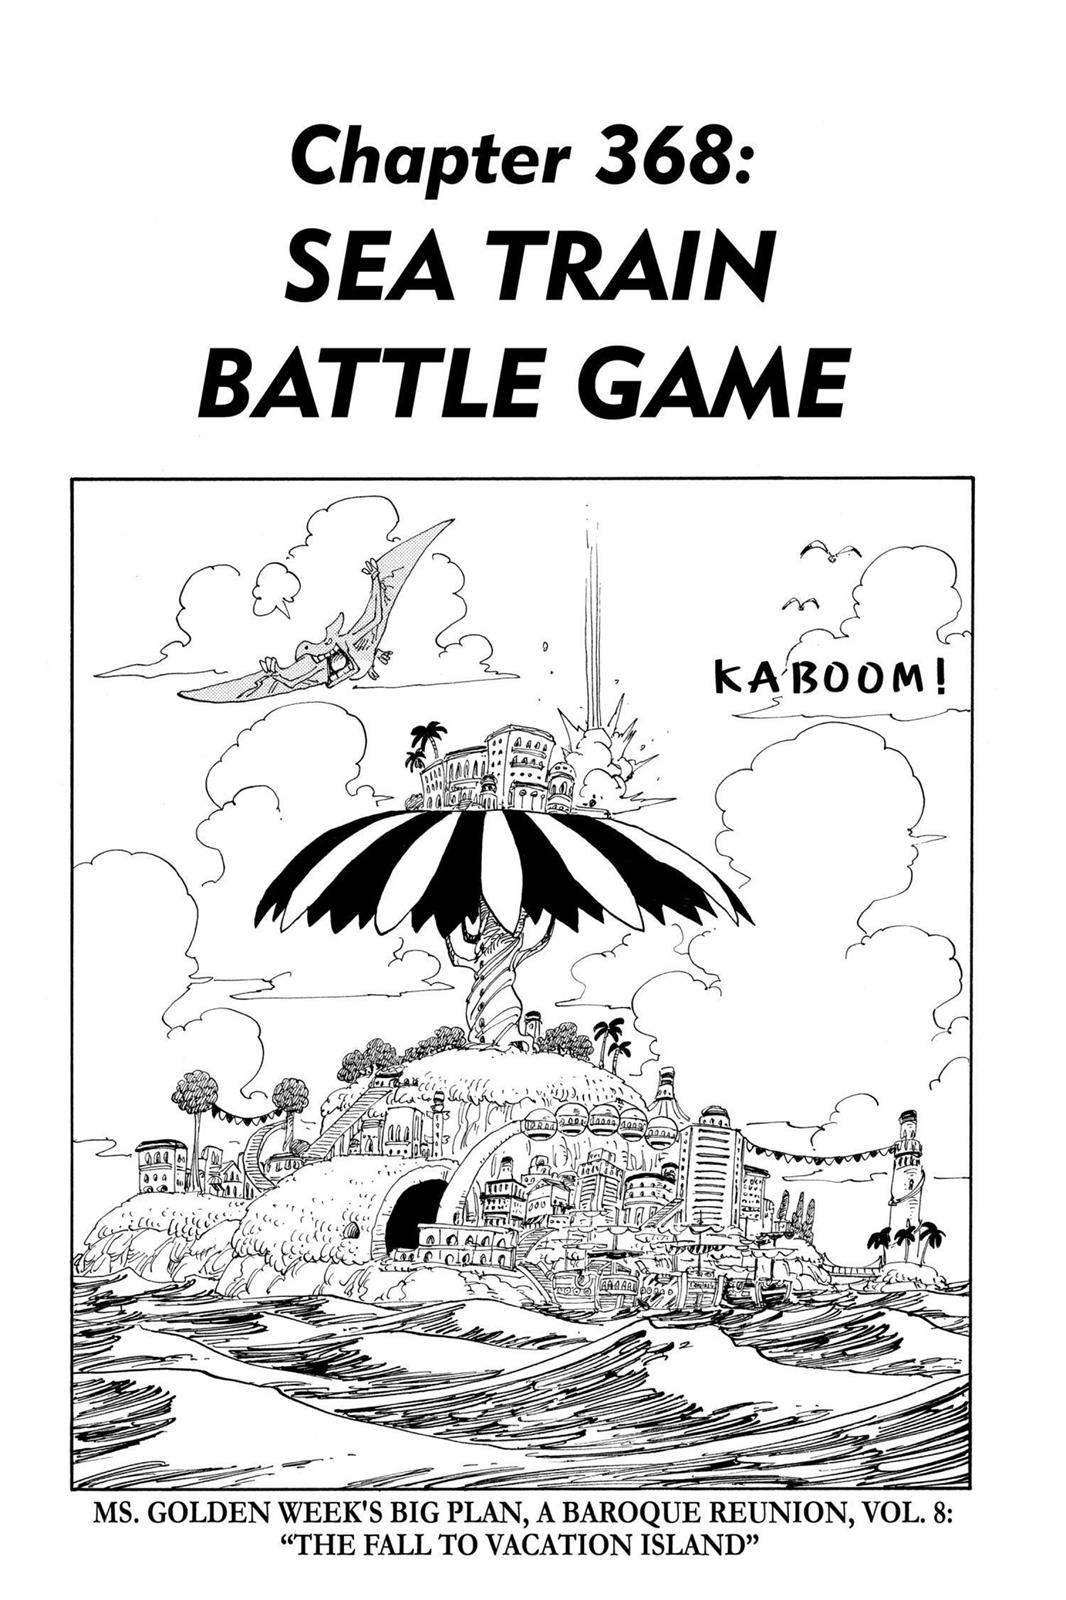 Chapter 368:
SEA TRAIN
BATTLE GAME
KABOOM!
MS. GOLDEN WEEK'S BIG PLAN, A BAROQUE REUNION, VOL. 8:
“THE FALL TO VACATION ISLAND”